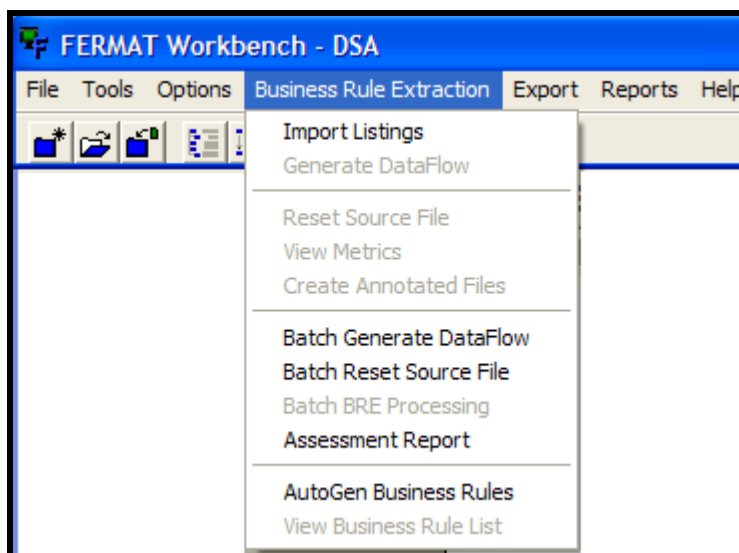 FERMAT Workbench - DSA
File Tools Options Business Rule Extraction Export Reports Help
Import Listings
Generate DataFlow
Reset Source File
View Metrics
Create Annotated Files
Batch Generate DataFlow
Batch Reset Source File
Batch BRE Processing
Assessment Report
AutoGen Business Rules
View Business Rule List